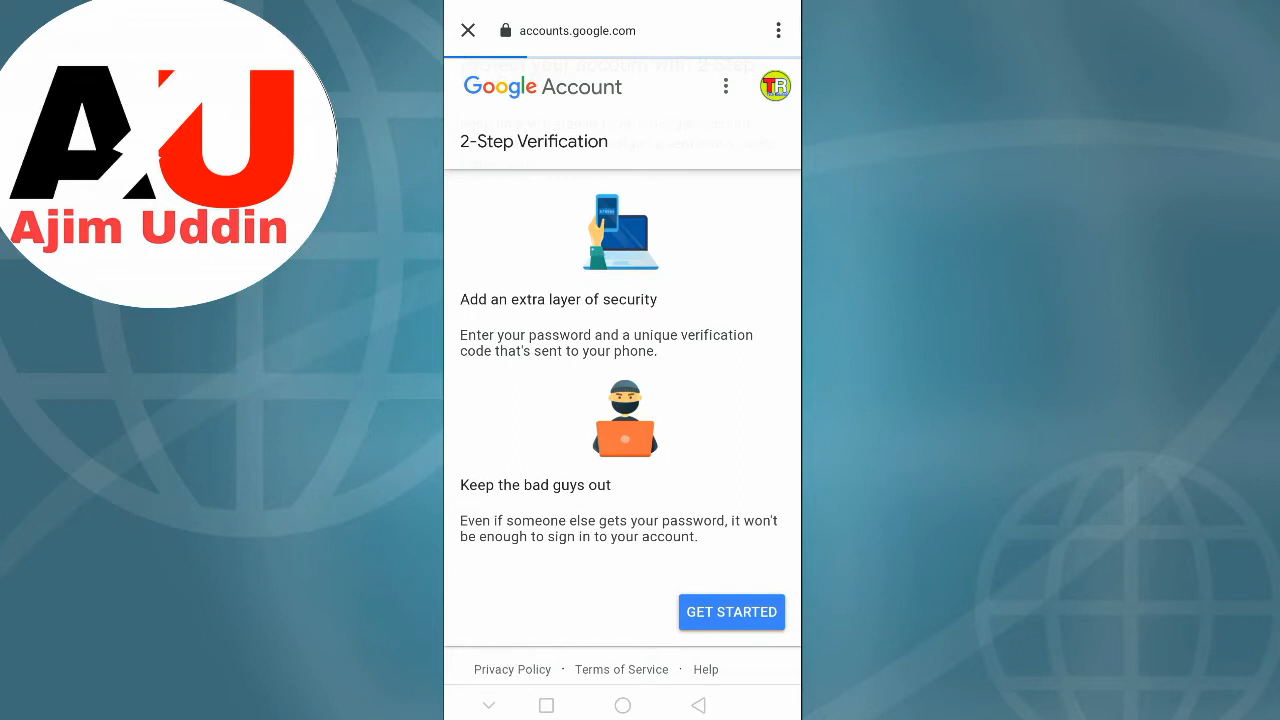 AU
Ajim Uddin
accounts.google.com
Google Account
TR
2-Step Verification
Add an extra layer of security
Enter your password and a unique verification
code that's sent to your phone.
Keep the bad guys out
Even if someone else gets your password, it won't
be enough to sign in to your account.
GET STARTED
Privacy Policy · Terms of Service · Help